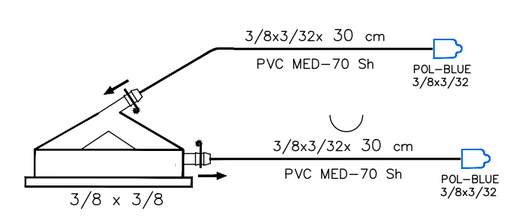 3/8x3/32x 30 cm
PVC MED-70 Sh
POL-BLUE
3/8x3/32
3/8x3/32x 30 cm
PVC MED-70 Sh
POL-BLUE
3/8x3/32
3/8 x 3/8